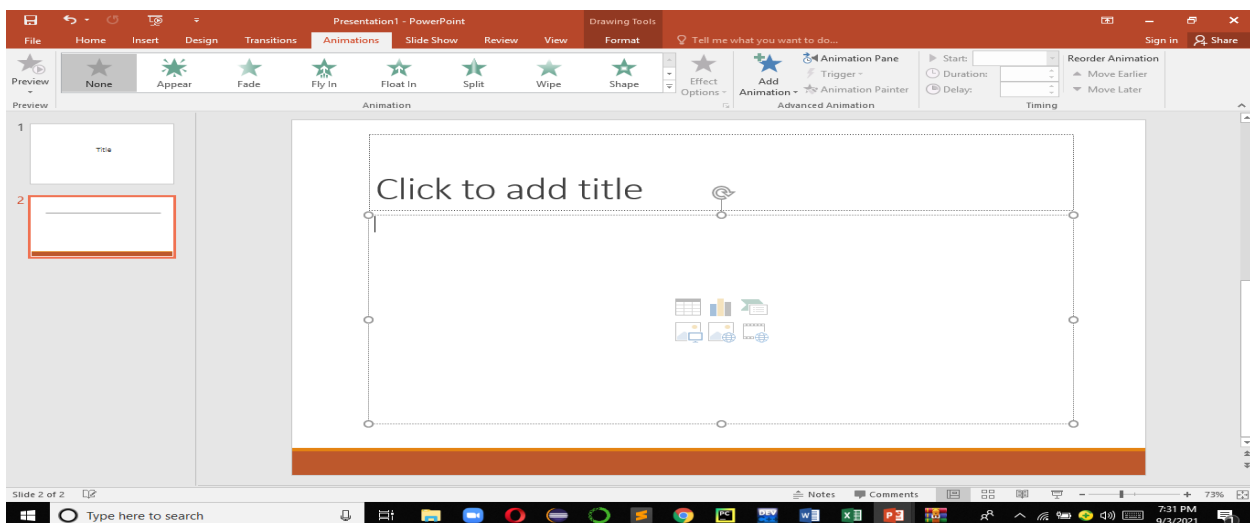 Presentation1 - PowerPoint
Drawing Tools
File Home Insert Design Transitions Animations Slide Show Review View Format Tell me what you want to do... Sign in Share
Preview
None
Appear
Fade
Fly In
Float In
Split
Wipe
Shape
Effect
Options
Add
Animation
Animation Pane
Trigger
Animation Painter
Start:
Duration:
Delay:
Reorder Animation
Move Earlier
Move Later
Preview Animation Advanced Animation Timing
1
Title
2
Click to add title
Slide 2 of 2
Notes Comments 73%
Type here to search
PC
DEV
7:31 PM
9/3/2021